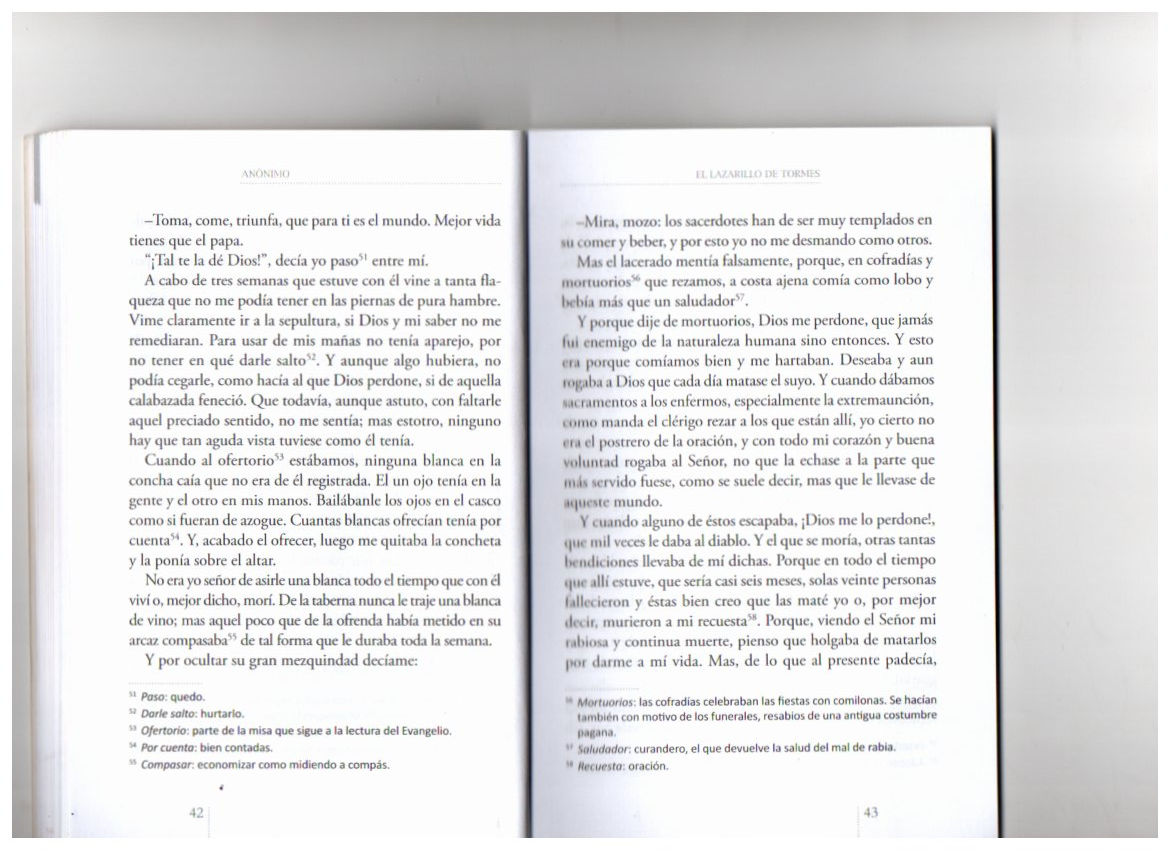 ANÓNIMO
–Toma, come, triunfa, que para ti es el mundo. Mejor vida
tienes que el papa.
“¡Tal te la dé Dios!”, decía yo paso⁵¹ entre mí.
A cabo de tres semanas que estuve con él vine a tanta fla-
queza que no me podía tener en las piernas de pura hambre.
Vime claramente ir a la sepultura, si Dios y mi saber no me
remediaran. Para usar de mis mañas no tenía aparejo, por
no tener en qué darle salto⁵². Y aunque algo hubiera, no
podía cegarle, como hacía al que Dios perdone, si de aquella
calabazada feneció. Que todavía, aunque astuto, con faltarle
aquel preciado sentido, no me sentía; mas estotro, ninguno
hay que tan aguda vista tuviese como él tenía.
Cuando al ofertorio⁵³ estábamos, ninguna blanca en la
concha caía que no era de él registrada. El un ojo tenía en la
gente y el otro en mis manos. Bailábanle los ojos en el casco
como si fueran de azogue. Cuantas blancas ofrecían tenía por
cuenta⁵⁴. Y, acabado el ofrecer, luego me quitaba la concheta
y la ponía sobre el altar.
No era yo señor de asirle una blanca todo el tiempo que con él
viví o, mejor dicho, morí. De la taberna nunca le traje una blanca
de vino; mas aquel poco que de la ofrenda había metido en su
arcaz compasaba⁵⁵ de tal forma que le duraba toda la semana.
Y por ocultar su gran mezquindad decíame:
⁵¹ Paso: quedo.
⁵² Darle salto: hurtarlo.
⁵³ Ofertorio: parte de la misa que sigue a la lectura del Evangelio.
⁵⁴ Por cuenta: bien contadas.
⁵⁵ Compasar: economizar como midiendo a compás.
42
EL LAZARILLO DE TORMES
–Mira, mozo: los sacerdotes han de ser muy templados en
su comer y beber, y por esto yo no me desmando como otros.
Mas el lacerado mentía falsamente, porque, en cofradías y
mortuorios⁵⁶ que rezamos, a costa ajena comía como lobo y
bebía más que un saludador⁵⁷.
Y porque dije de mortuorios, Dios me perdone, que jamás
fui enemigo de la naturaleza humana sino entonces. Y esto
era porque comíamos bien y me hartaban. Deseaba y aun
rogaba a Dios que cada día matase el suyo. Y cuando dábamos
sacramentos a los enfermos, especialmente la extremaunción,
como manda el clérigo rezar a los que están allí, yo cierto no
era el postrero de la oración, y con todo mi corazón y buena
voluntad rogaba al Señor, no que la echase a la parte que
más servido fuese, como se suele decir, mas que le llevase de
aqueste mundo.
Y cuando alguno de éstos escapaba, ¡Dios me lo perdone!,
que mil veces le daba al diablo. Y el que se moría, otras tantas
bendiciones llevaba de mí dichas. Porque en todo el tiempo
que allí estuve, que sería casi seis meses, solas veinte personas
fallecieron y éstas bien creo que las maté yo o, por mejor
decir, murieron a mi recuesta⁵⁸. Porque, viendo el Señor mi
rabiosa y continua muerte, pienso que holgaba de matarlos
por darme a mí vida. Mas, de lo que al presente padecía,
⁵⁶ Mortuorios: las cofradías celebraban las fiestas con comilonas. Se hacían
también con motivo de los funerales, resabios de una antigua costumbre
pagana.
⁵⁷ Saludador: curandero, el que devuelve la salud del mal de rabia.
⁵⁸ Recuesta: oración.
43